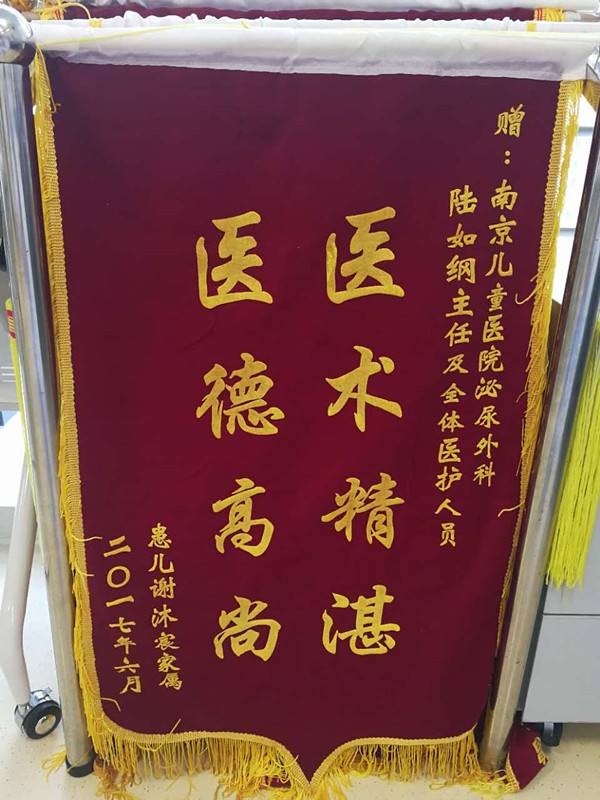 赠：南京儿童医院泌尿外科
陆如纲主任及全体医护人员
医术精湛
医德高尚
患儿谢沐宸家属
二〇一七年六月